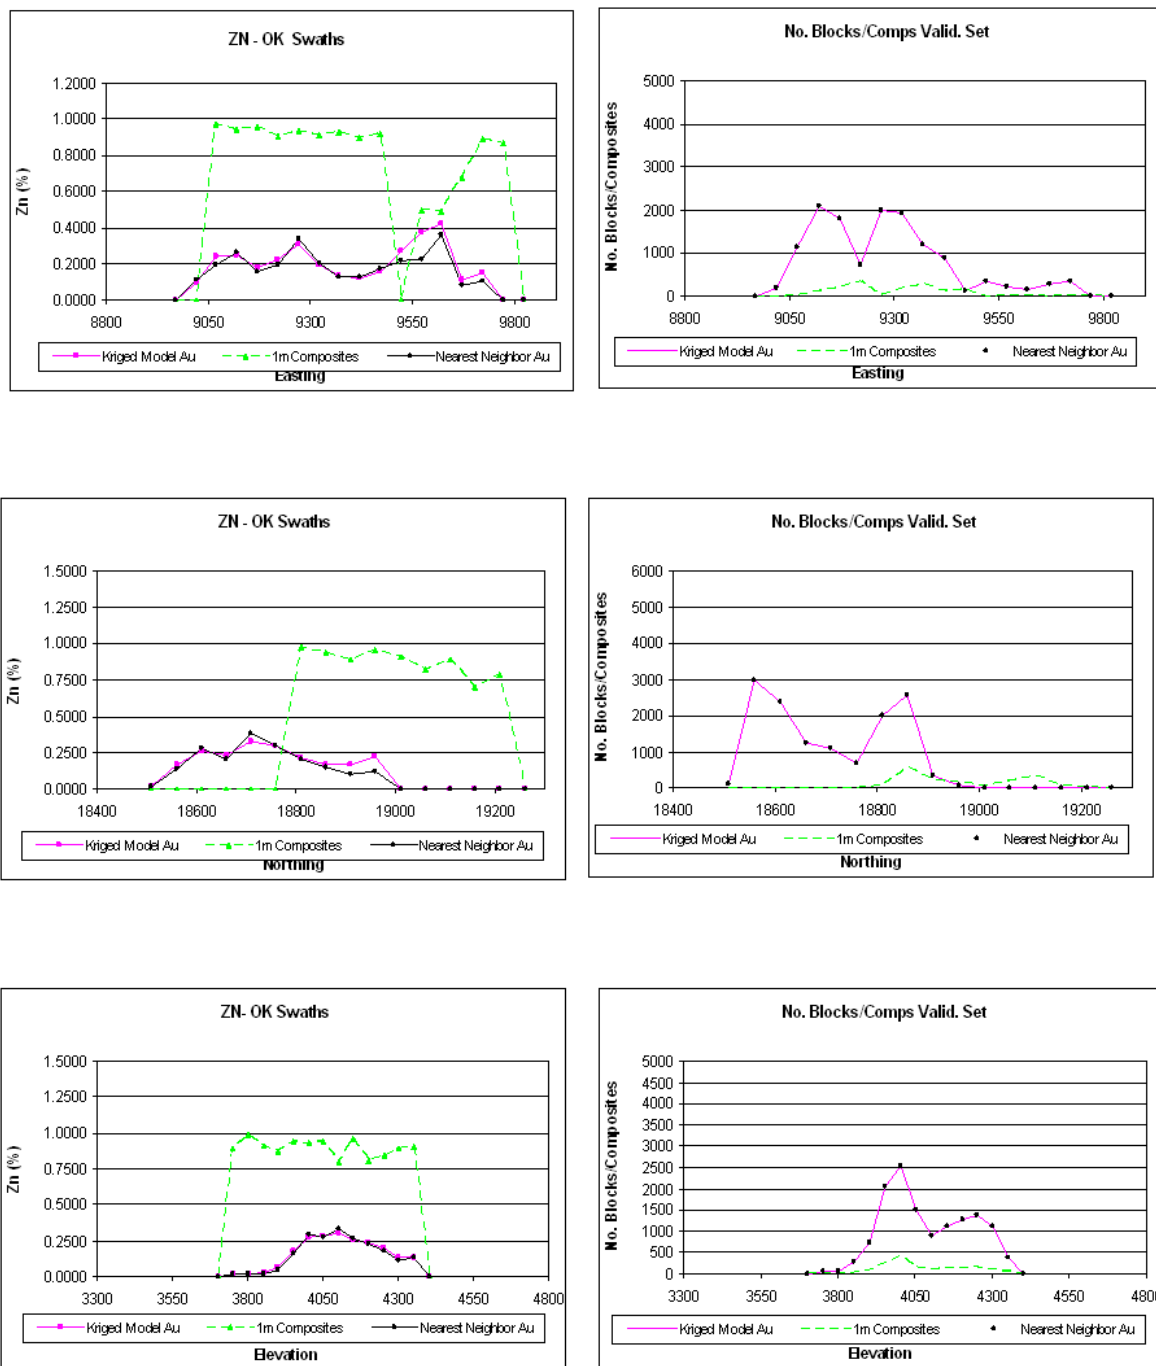 ZN - OK  Swaths
Zn (%)
1.2000
1.0000
0.8000
0.6000
0.4000
0.2000
0.0000
8800 9050 9300 9550 9800
Kriged Model Au 1m Composites Nearest Neighbor Au
Easting
No. Blocks/Comps Valid. Set
No. Blocks/Composites
5000
4000
3000
2000
1000
0
8800 9050 9300 9550 9800
Kriged Model Au 1m Composites Nearest Neighbor Au
Easting
ZN - OK Swaths
Zn (%)
1.5000
1.2500
1.0000
0.7500
0.5000
0.2500
0.0000
18400 18600 18800 19000 19200
Kriged Model Au 1m Composites Nearest Neighbor Au
Northing
No. Blocks/Comps Valid. Set
No. Blocks/Composites
6000
5000
4000
3000
2000
1000
0
18400 18600 18800 19000 19200
Kriged Model Au 1m Composites Nearest Neighbor Au
Northing
ZN- OK Swaths
Zn (%)
1.5000
1.2500
1.0000
0.7500
0.5000
0.2500
0.0000
3300 3550 3800 4050 4300 4550 4800
Kriged Model Au 1m Composites Nearest Neighbor Au
Elevation
No. Blocks/Comps Valid. Set
No. Blocks/Composites
5000
4500
4000
3500
3000
2500
2000
1500
1000
500
0
3300 3550 3800 4050 4300 4550 4800
Kriged Model Au 1m Composites Nearest Neighbor Au
Elevation